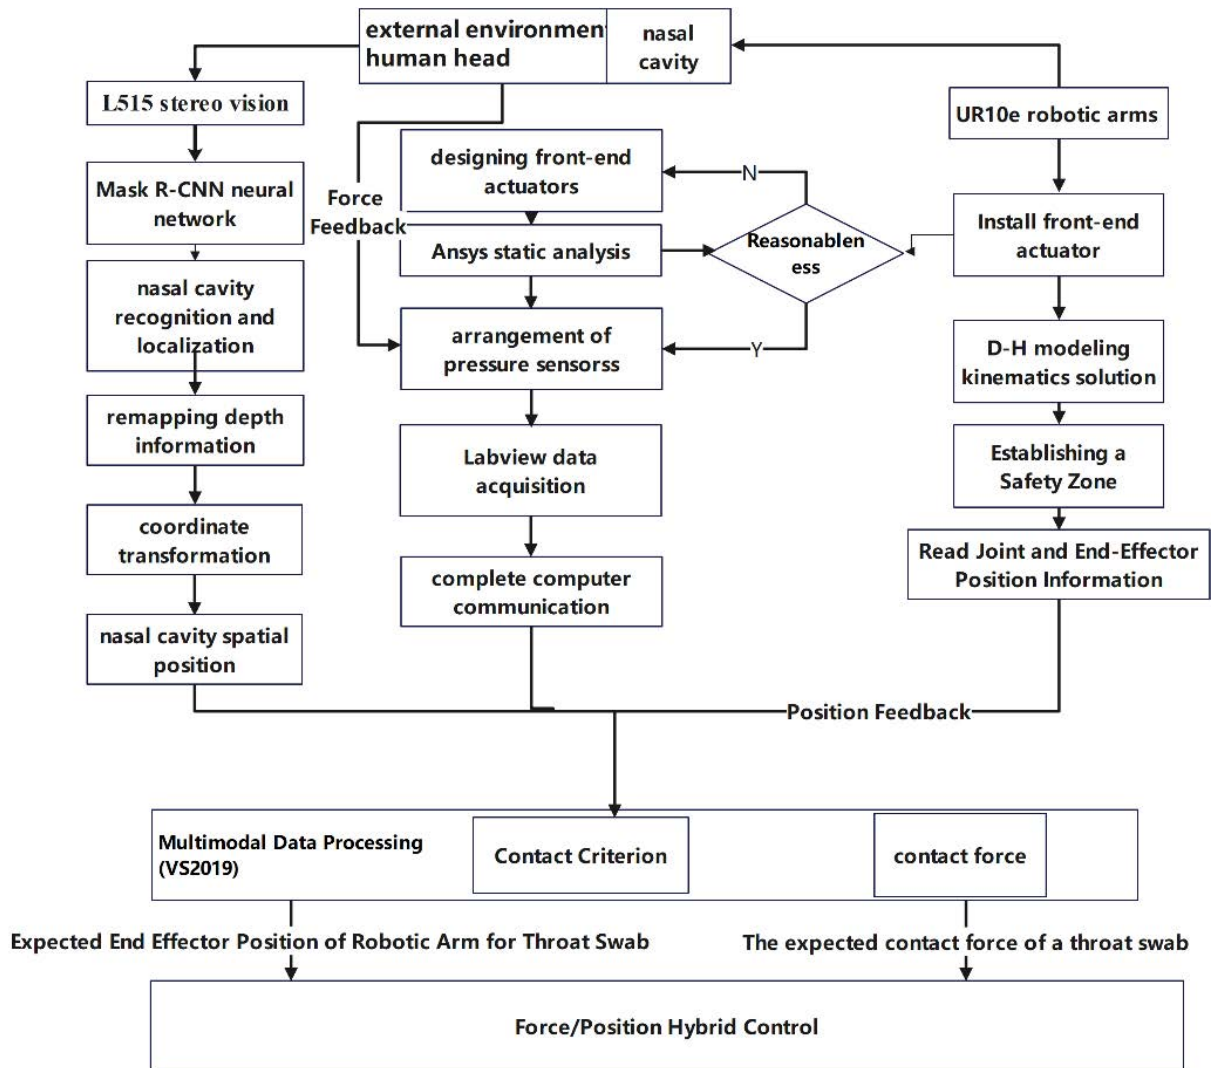 external environment
human head
nasal
cavity
L515 stereo vision
UR10e robotic arms
designing front-end
actuators
N
Mask R-CNN neural
network
Force
Feedback
Install front-end
actuator
Ansys static analysis
Reasonablen
ess
nasal cavity
recognition and
localization
arrangement of
pressure sensorss
Y
D-H modeling
kinematics solution
remapping depth
information
Labview data
acquisition
Establishing a
Safety Zone
coordinate
transformation
complete computer
communication
Read Joint and End-Effector
Position Information
nasal cavity spatial
position
Position Feedback
Multimodal Data Processing
(VS2019)
Contact Criterion
contact force
Expected End Effector Position of Robotic Arm for Throat Swab
The expected contact force of a throat swab
Force/Position Hybrid Control